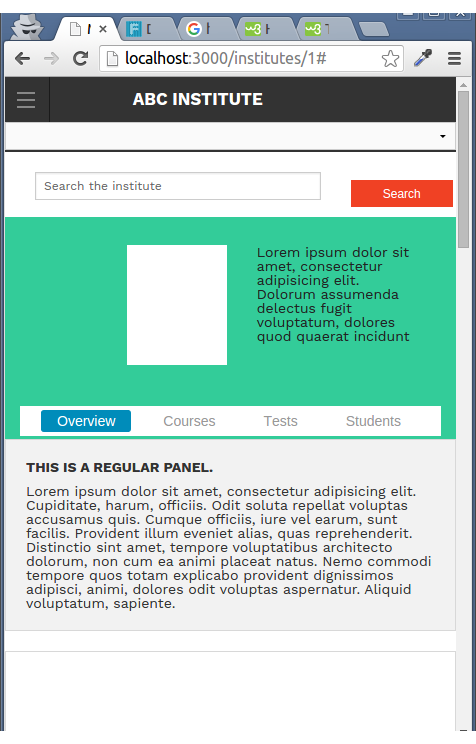 localhost:3000/institutes/1#
ABC INSTITUTE
Search the institute
Search
Lorem ipsum dolor sit
amet, consectetur
adipisicing elit.
Dolorum assumenda
delectus fugit
voluptatum, dolores
quod quaerat incidunt
Overview Courses Tests Students
THIS IS A REGULAR PANEL.
Lorem ipsum dolor sit amet, consectetur adipisicing elit.
Cupiditate, harum, officiis. Odit soluta repellat voluptas
accusamus quis. Cumque officiis, iure vel earum, sunt
facilis. Provident illum eveniet alias, quas reprehenderit.
Distinctio sint amet, tempore voluptatibus architecto
dolorum, non cum ea animi placeat natus. Nemo commodi
tempore quos totam explicabo provident dignissimos
adipisci, animi, dolores odit voluptas aspernatur. Aliquid
voluptatum, sapiente.